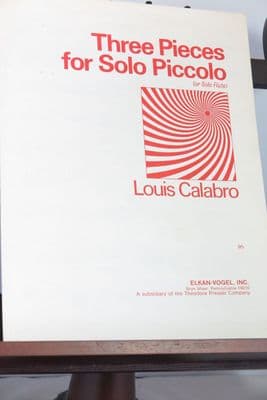 Three Pieces
for Solo Piccolo
(or Solo Flute)
Louis Calabro
ELKAN-VOGEL, INC.
Bryn Mawr, Pennsylvania 19010
A subsidiary of the Theodore Presser Company